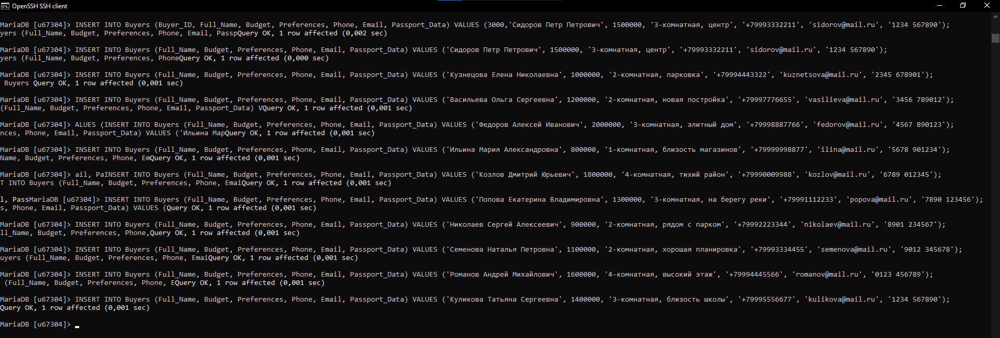 OpenSSH SSH client
MariaDB [u67304]> INSERT INTO Buyers (Buyer_ID, Full_Name, Budget, Preferences, Phone, Email, Passport_Data) VALUES (3000,'Сидоров Петр Петрович', 1500000, '3-комнатная, центр', '+79993332211', 'sidorov@mail.ru', '1234 567890');
yers (Full_Name, Budget, Preferences, Phone, Email, PasspQuery OK, 1 row affected (0,002 sec)
MariaDB [u67304]> INSERT INTO Buyers (Full_Name, Budget, Preferences, Phone, Email, Passport_Data) VALUES ('Сидоров Петр Петрович', 1500000, '3-комнатная, центр', '+79993332211', 'sidorov@mail.ru', '1234 567890');
yers (Full_Name, Budget, Preferences, PhoneQuery OK, 1 row affected (0,000 sec)
MariaDB [u67304]> INSERT INTO Buyers (Full_Name, Budget, Preferences, Phone, Email, Passport_Data) VALUES ('Кузнецова Елена Николаевна', 1000000, '2-комнатная, парковка', '+79994443322', 'kuznetsova@mail.ru', '2345 678901');
 Buyers Query OK, 1 row affected (0,001 sec)
MariaDB [u67304]> INSERT INTO Buyers (Full_Name, Budget, Preferences, Phone, Email, Passport_Data) VALUES ('Васильева Ольга Сергеевна', 1200000, '2-комнатная, новая постройка', '+79997776655', 'vasilieva@mail.ru', '3456 789012');
(Full_Name, Budget, Preferences, Phone, Email, Passport_Data) VQuery OK, 1 row affected (0,001 sec)
MariaDB [u67304]> ALUES (INSERT INTO Buyers (Full_Name, Budget, Preferences, Phone, Email, Passport_Data) VALUES ('Федоров Алексей Иванович', 2000000, '3-комнатная, элитный дом', '+79998887766', 'fedorov@mail.ru', '4567 890123');
nces, Phone, Email, Passport_Data) VALUES ('Ильина МарQuery OK, 1 row affected (0,001 sec)
MariaDB [u67304]> INSERT INTO Buyers (Full_Name, Budget, Preferences, Phone, Email, Passport_Data) VALUES ('Ильина Мария Александровна', 800000, '1-комнатная, близость магазинов', '+79999998877', 'ilina@mail.ru', '5678 901234');
Name, Budget, Preferences, Phone, EmQuery OK, 1 row affected (0,001 sec)
MariaDB [u67304]> ail, PaINSERT INTO Buyers (Full_Name, Budget, Preferences, Phone, Email, Passport_Data) VALUES ('Козлов Дмитрий Юрьевич', 1800000, '4-комнатная, тихий район', '+79990009988', 'kozlov@mail.ru', '6789 012345');
T INTO Buyers (Full_Name, Budget, Preferences, Phone, EmaiQuery OK, 1 row affected (0,001 sec)
l, PassMariaDB [u67304]> INSERT INTO Buyers (Full_Name, Budget, Preferences, Phone, Email, Passport_Data) VALUES ('Попова Екатерина Владимировна', 1300000, '3-комнатная, на берегу реки', '+79991112233', 'popova@mail.ru', '7890 123456');
s, Phone, Email, Passport_Data) VALUES (Query OK, 1 row affected (0,001 sec)
MariaDB [u67304]> INSERT INTO Buyers (Full_Name, Budget, Preferences, Phone, Email, Passport_Data) VALUES ('Николаев Сергей Алексеевич', 900000, '2-комнатная, рядом с парком', '+79992223344', 'nikolaev@mail.ru', '8901 234567');
ll_Name, Budget, Preferences, Phone,Query OK, 1 row affected (0,001 sec)
MariaDB [u67304]> INSERT INTO Buyers (Full_Name, Budget, Preferences, Phone, Email, Passport_Data) VALUES ('Семенова Наталья Петровна', 1100000, '2-комнатная, хорошая планировка', '+79993334455', 'semenova@mail.ru', '9012 345678');
uyers (Full_Name, Budget, Preferences, Phone, EmaiQuery OK, 1 row affected (0,001 sec)
MariaDB [u67304]> INSERT INTO Buyers (Full_Name, Budget, Preferences, Phone, Email, Passport_Data) VALUES ('Романов Андрей Михайлович', 1600000, '4-комнатная, высокий этаж', '+79994445566', 'romanov@mail.ru', '0123 456789');
 (Full_Name, Budget, Preferences, Phone, EQuery OK, 1 row affected (0,001 sec)
MariaDB [u67304]> INSERT INTO Buyers (Full_Name, Budget, Preferences, Phone, Email, Passport_Data) VALUES ('Куликова Татьяна Сергеевна', 1400000, '3-комнатная, близость школы', '+79995556677', 'kulikova@mail.ru', '1234 567890');
Query OK, 1 row affected (0,001 sec)
MariaDB [u67304]>